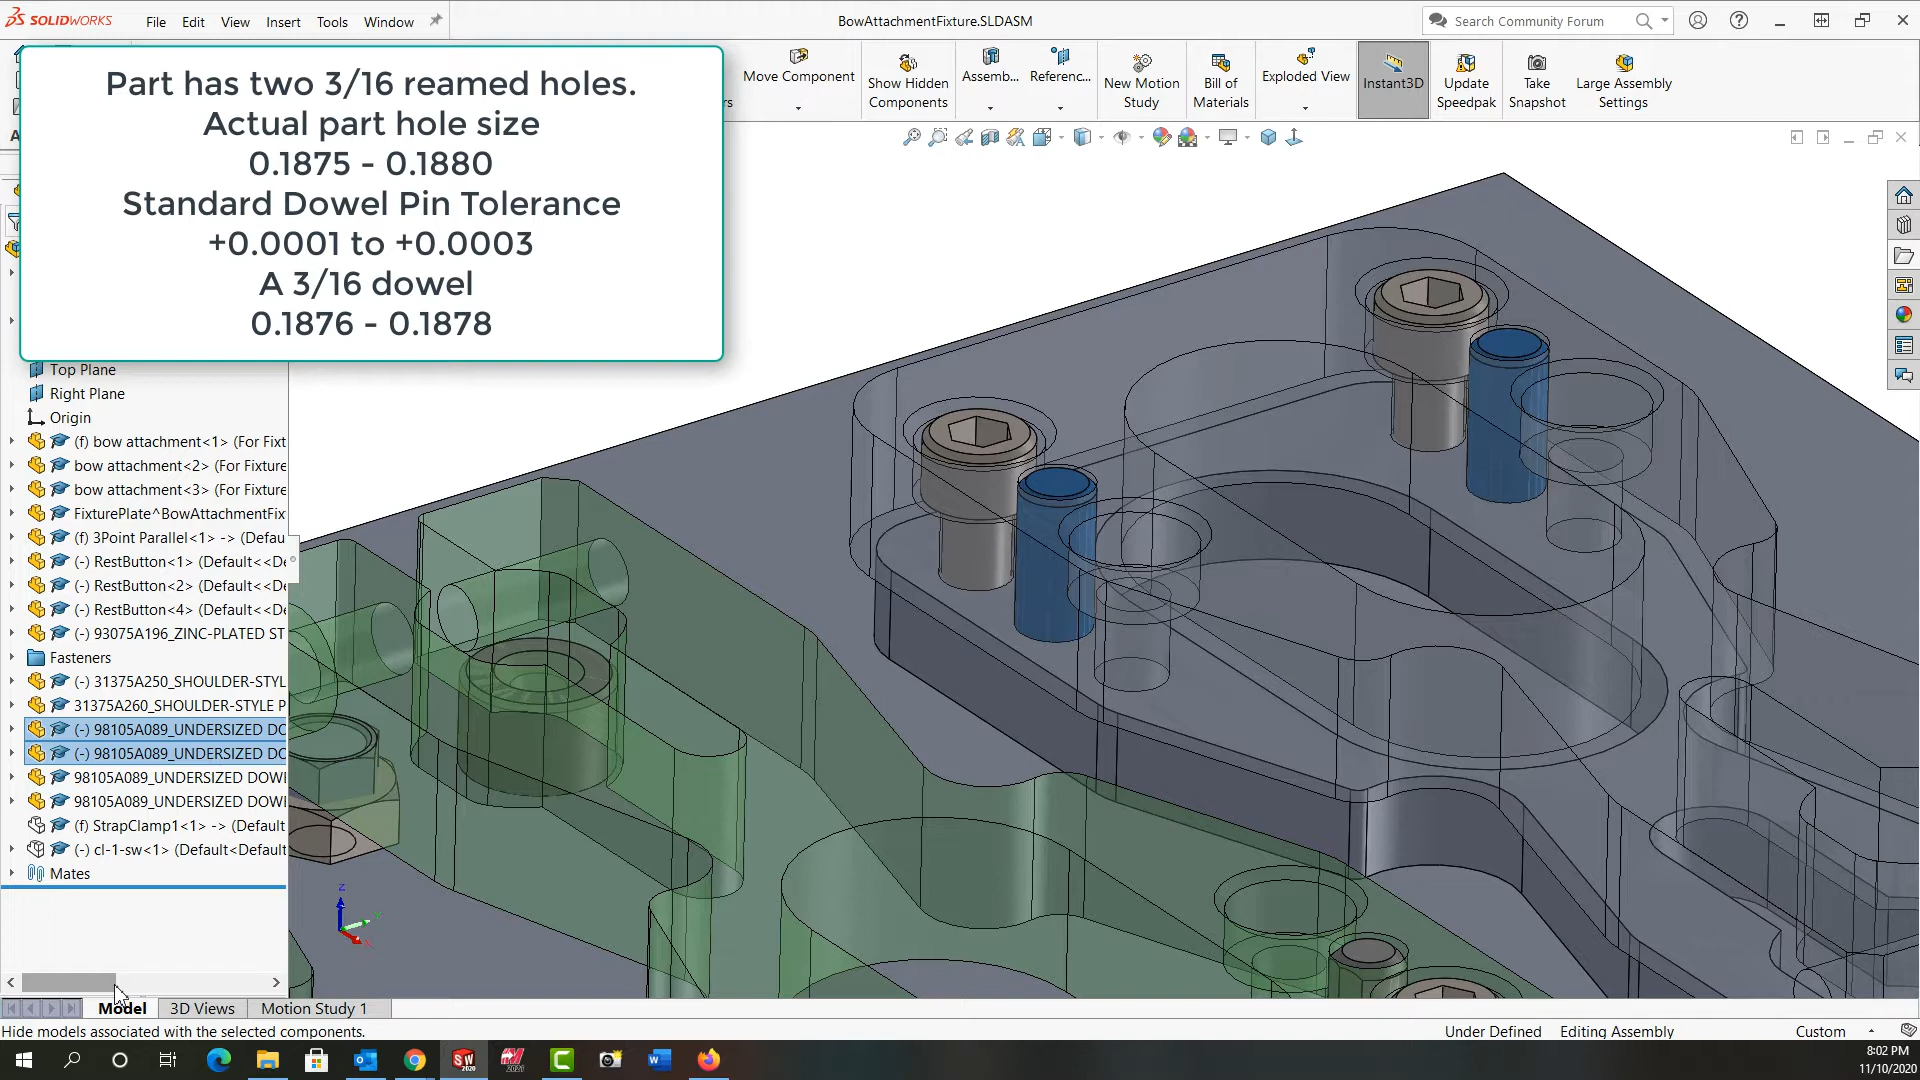 SOLIDWORKS
File Edit View Insert Tools Window
BowAttachmentFixture.SLDASM
Search Community Forum
Move Component
Show Hidden Components
Assemb...
Referenc...
New Motion Study
Bill of Materials
Exploded View
Instant3D
Update Speedpak
Take Snapshot
Large Assembly Settings
Part has two 3/16 reamed holes.
Actual part hole size
0.1875 - 0.1880
Standard Dowel Pin Tolerance
+0.0001 to +0.0003
A 3/16 dowel
0.1876 - 0.1878
Top Plane
Right Plane
Origin
(f) bow attachment<1> (For Fixt
bow attachment<2> (For Fixture
bow attachment<3> (For Fixture
FixturePlate^BowAttachmentFix
(f) 3Point Parallel<1> -> (Defau
(-) RestButton<1> (Default<<De
(-) RestButton<2> (Default<<De
(-) RestButton<4> (Default<<De
(-) 93075A196_ZINC-PLATED ST
Fasteners
(-) 31375A250_SHOULDER-STYL
31375A260_SHOULDER-STYLE P
(-) 98105A089_UNDERSIZED DO
(-) 98105A089_UNDERSIZED DO
98105A089_UNDERSIZED DOWE
98105A089_UNDERSIZED DOWE
(f) StrapClamp1<1> -> (Default
(-) cl-1-sw<1> (Default<Default
Mates
Model 3D Views Motion Study 1
Hide models associated with the selected components.
Under Defined Editing Assembly Custom
8:02 PM
11/10/2020